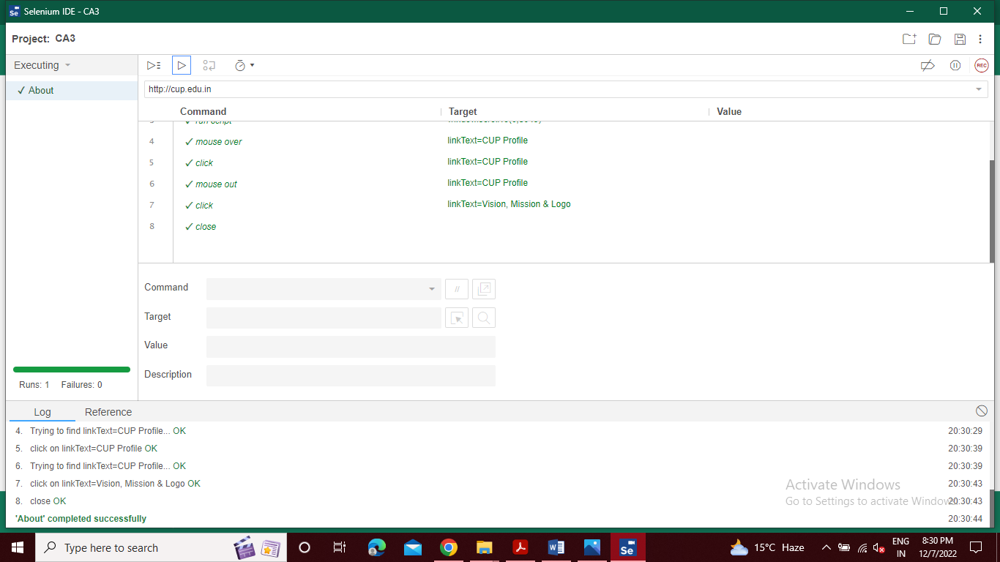 Se Selenium IDE - CA3
Project: CA3
Executing
✓ About
http://cup.edu.in
REC
Command Target Value
✓ run script
4 ✓ mouse over linkText=CUP Profile
5 ✓ click linkText=CUP Profile
6 ✓ mouse out linkText=CUP Profile
7 ✓ click linkText=Vision, Mission & Logo
8 ✓ close
Command //
Target
Value
Description
Runs: 1 Failures: 0
Log Reference
4. Trying to find linkText=CUP Profile... OK 20:30:29
5. click on linkText=CUP Profile OK 20:30:39
6. Trying to find linkText=CUP Profile... OK 20:30:39
7. click on linkText=Vision, Mission & Logo OK 20:30:43
8. close OK 20:30:43
'About' completed successfully 20:30:44
Activate Windows
Go to Settings to activate Windows.
Type here to search
W
Se
15°C Haze
ENG
IN
8:30 PM
12/7/2022